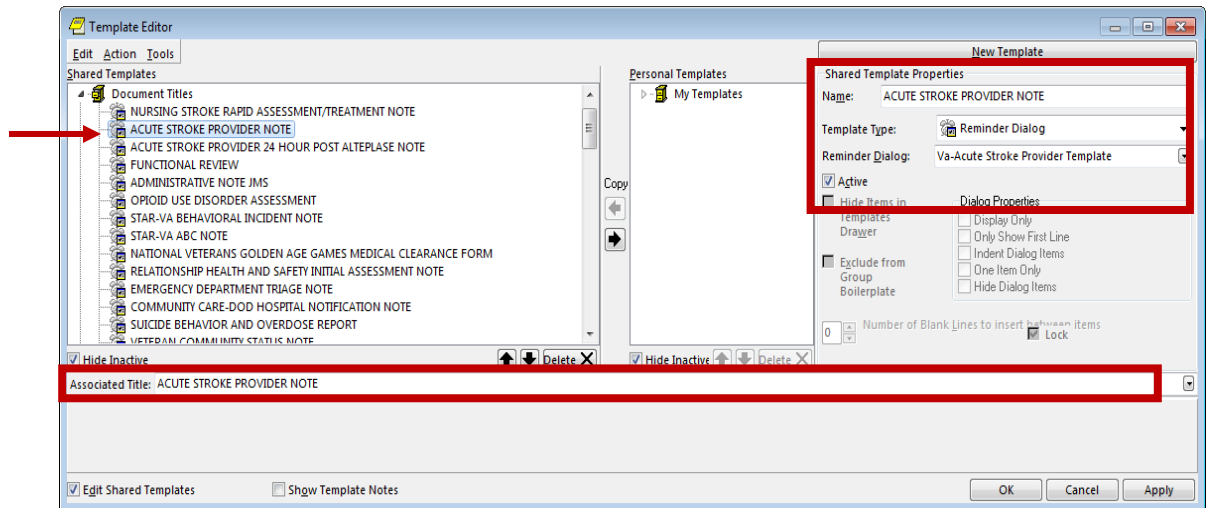 Template Editor
Edit Action Tools
New Template
Shared Templates
Document Titles
NURSING STROKE RAPID ASSESSMENT/TREATMENT NOTE
ACUTE STROKE PROVIDER NOTE
ACUTE STROKE PROVIDER 24 HOUR POST ALTEPLASE NOTE
FUNCTIONAL REVIEW
ADMINISTRATIVE NOTE JMS
OPIOID USE DISORDER ASSESSMENT
STAR-VA BEHAVIORAL INCIDENT NOTE
STAR-VA ABC NOTE
NATIONAL VETERANS GOLDEN AGE GAMES MEDICAL CLEARANCE FORM
RELATIONSHIP HEALTH AND SAFETY INITIAL ASSESSMENT NOTE
EMERGENCY DEPARTMENT TRIAGE NOTE
COMMUNITY CARE-DOD HOSPITAL NOTIFICATION NOTE
SUICIDE BEHAVIOR AND OVERDOSE REPORT
VETERAN COMMUNITY STATUS NOTE
Hide Inactive
Delete
Copy
Personal Templates
My Templates
Hide Inactive
Delete
Shared Template Properties
Name: ACUTE STROKE PROVIDER NOTE
Template Type: Reminder Dialog
Reminder Dialog: Va-Acute Stroke Provider Template
Active
Hide Items in
Templates
Drawer
Exclude from
Group
Boilerplate
Dialog Properties
Display Only
Only Show First Line
Indent Dialog Items
One Item Only
Hide Dialog Items
0 Number of Blank Lines to insert between items
Lock
Associated Title: ACUTE STROKE PROVIDER NOTE
Edit Shared Templates
Show Template Notes
OK Cancel Apply